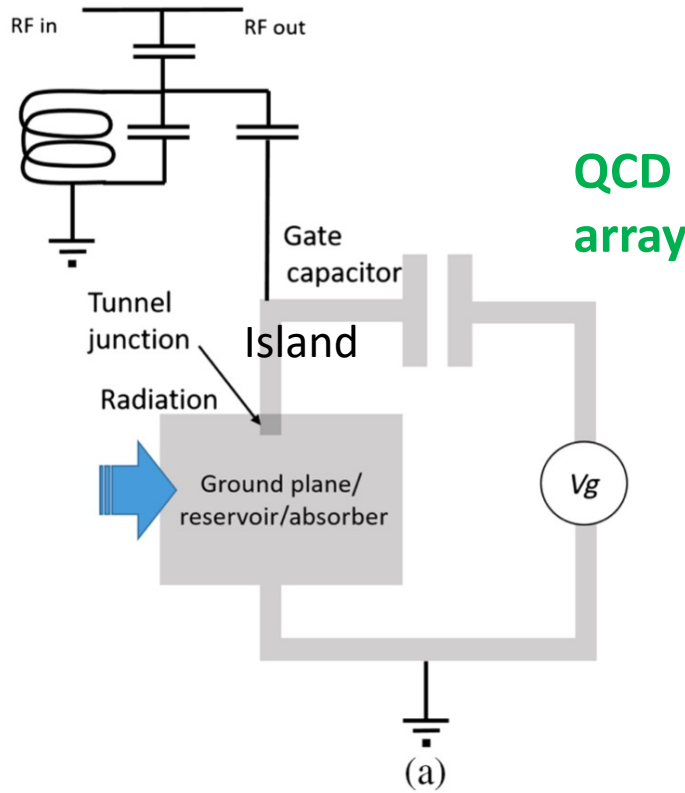 RF in
RF out
QCD
array
Gate
capacitor
Tunnel
junction
Island
Radiation
Ground plane/
reservoir/absorber
Vg
(a)